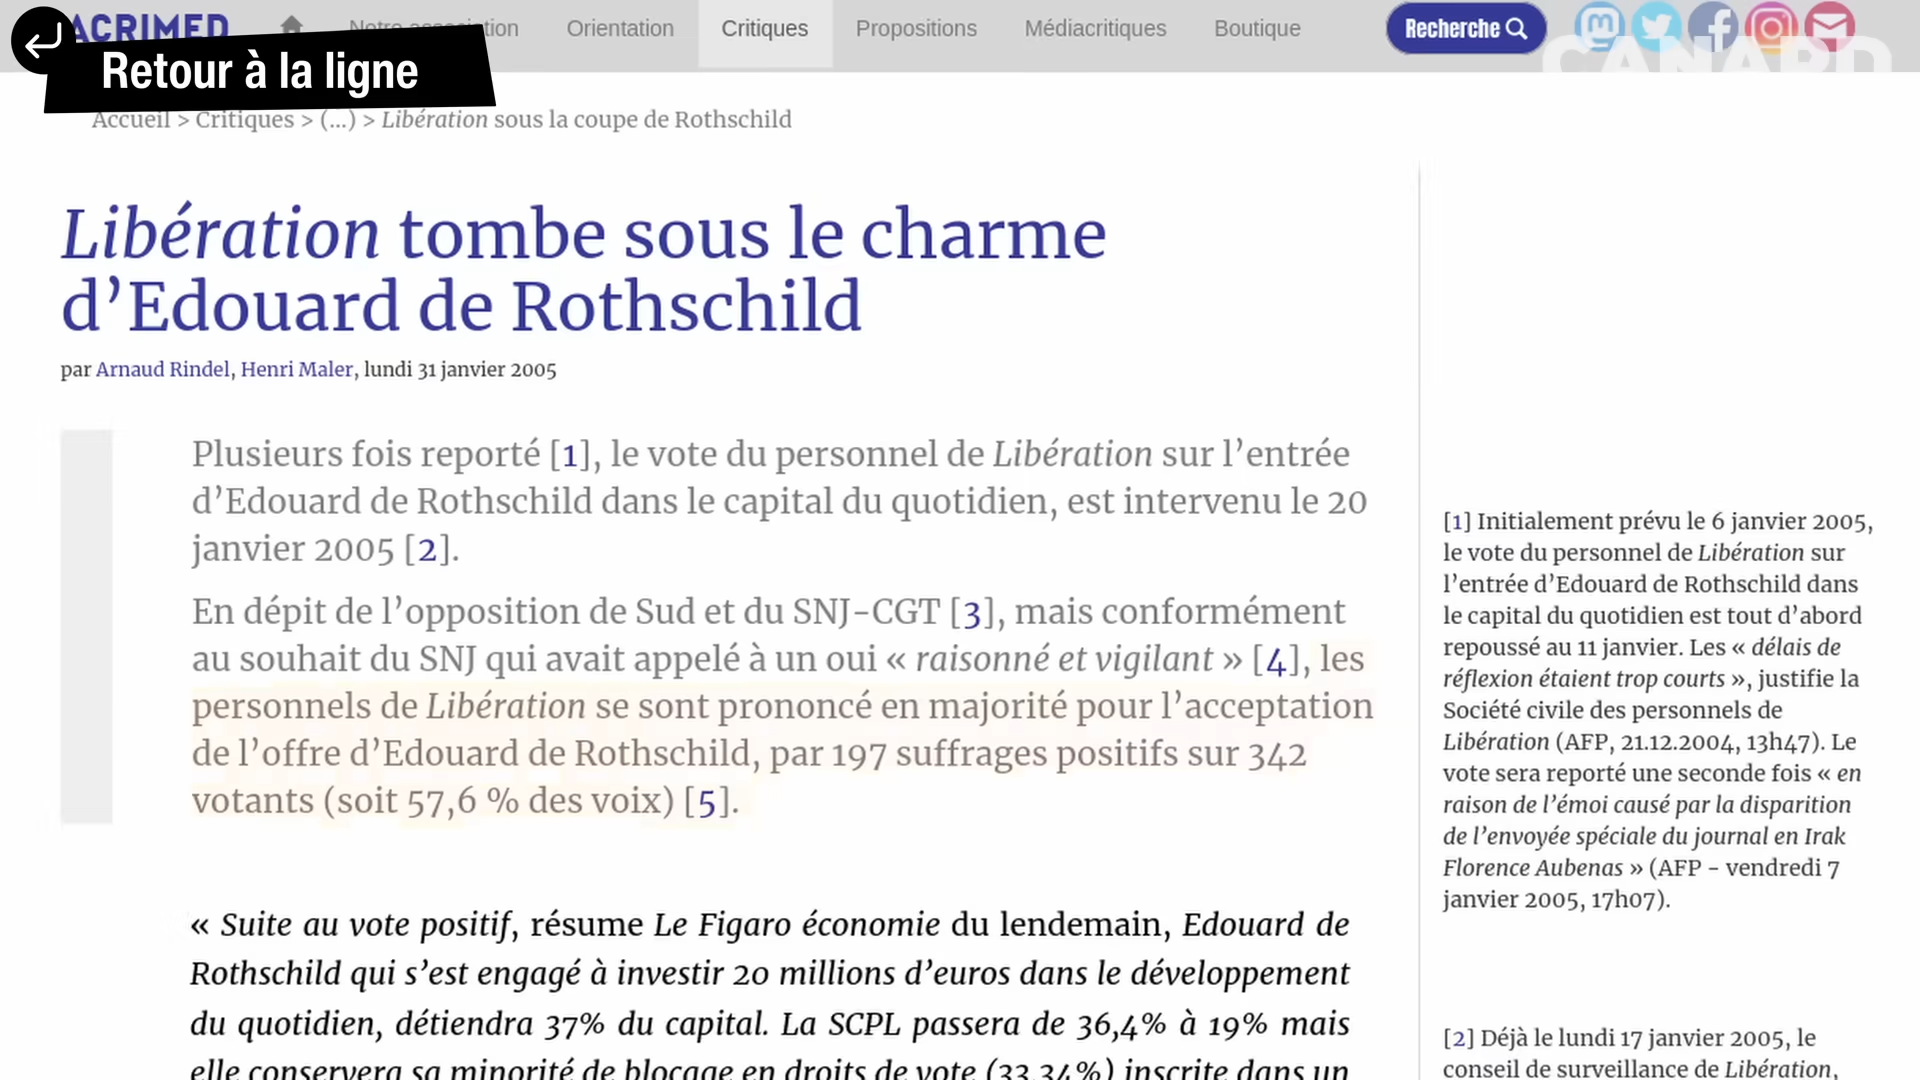 ACRIMED
Notre association
Orientation
Critiques
Propositions
Médiacritiques
Boutique
Recherche
CANARD
Retour à la ligne
Accueil > Critiques > (...) > Libération sous la coupe de Rothschild
Libération tombe sous le charme
d’Edouard de Rothschild
par Arnaud Rindel, Henri Maler, lundi 31 janvier 2005
Plusieurs fois reporté [1], le vote du personnel de Libération sur l’entrée
d’Edouard de Rothschild dans le capital du quotidien, est intervenu le 20
janvier 2005 [2].
En dépit de l’opposition de Sud et du SNJ-CGT [3], mais conformément
au souhait du SNJ qui avait appelé à un oui « raisonné et vigilant » [4], les
personnels de Libération se sont prononcé en majorité pour l’acceptation
de l’offre d’Edouard de Rothschild, par 197 suffrages positifs sur 342
votants (soit 57,6 % des voix) [5].
« Suite au vote positif, résume Le Figaro économie du lendemain, Edouard de
Rothschild qui s’est engagé à investir 20 millions d’euros dans le développement
du quotidien, détiendra 37% du capital. La SCPL passera de 36,4% à 19% mais
elle conservera sa minorité de blocage en droits de vote (33,34%) inscrite dans un
[1] Initialement prévu le 6 janvier 2005,
le vote du personnel de Libération sur
l’entrée d’Edouard de Rothschild dans
le capital du quotidien est tout d’abord
repoussé au 11 janvier. Les « délais de
réflexion étaient trop courts », justifie la
Société civile des personnels de
Libération (AFP, 21.12.2004, 13h47). Le
vote sera reporté une seconde fois « en
raison de l’émoi causé par la disparition
de l’envoyée spéciale du journal en Irak
Florence Aubenas » (AFP - vendredi 7
janvier 2005, 17h07).
[2] Déjà le lundi 17 janvier 2005, le
conseil de surveillance de Libération,